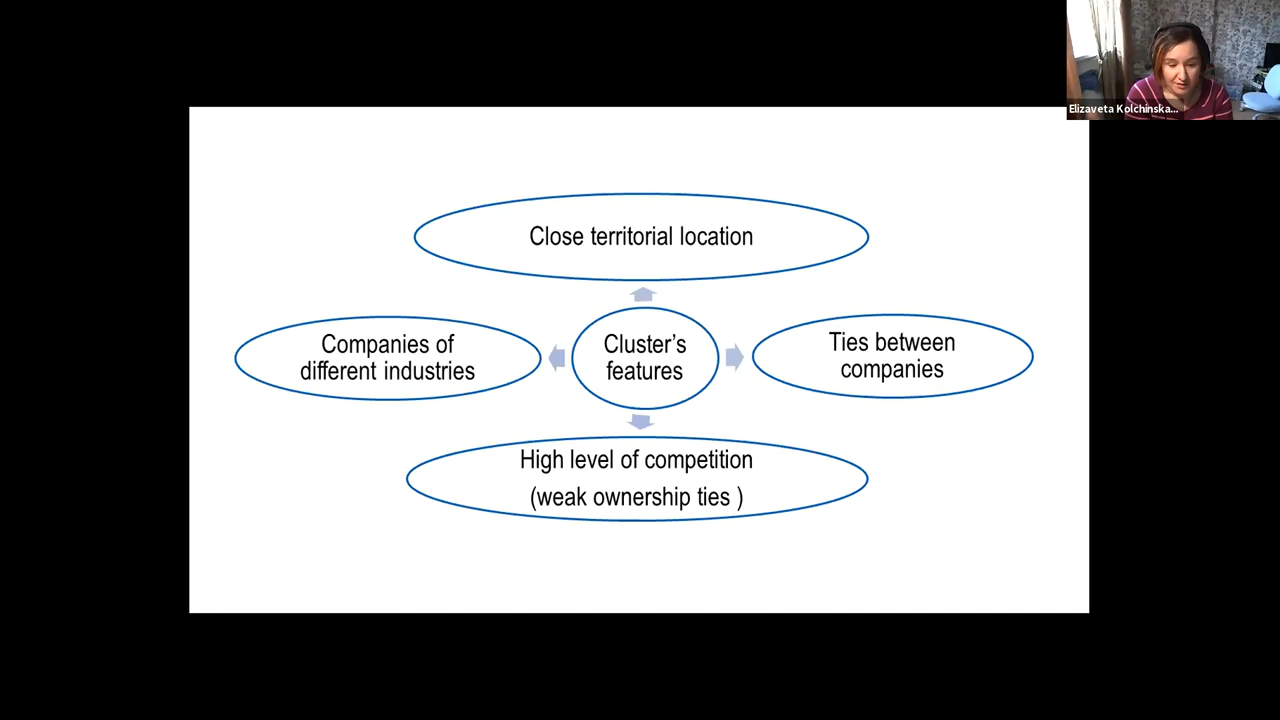 Elizaveta Kolchinska...
Close territorial location
Companies of
different industries
Cluster's
features
Ties between
companies
High level of competition
(weak ownership ties )